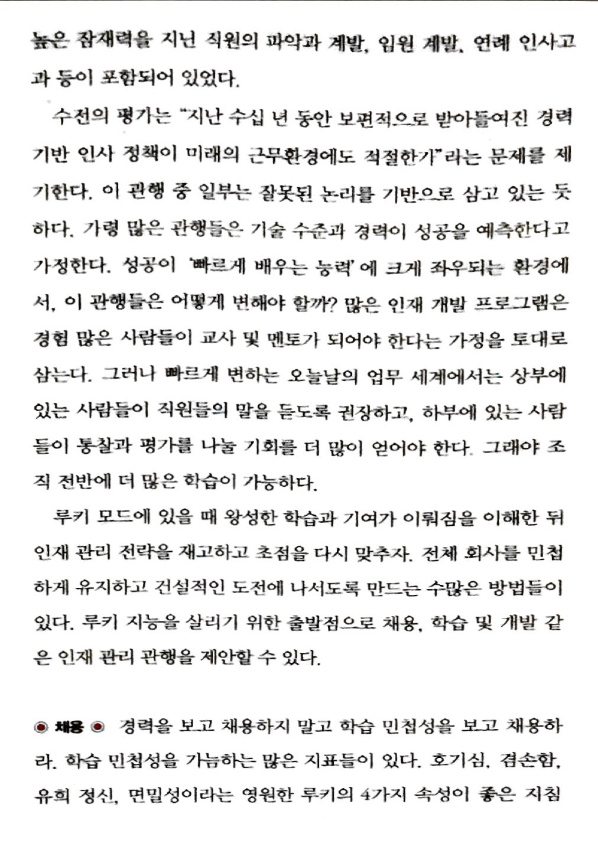 높은 잠재력을 지닌 직원의 파악과 계발, 임원 계발, 연례 인사고
과 등이 포함되어 있었다.
수전의 평가는 “지난 수십 년 동안 보편적으로 받아들여진 경력
기반 인사 정책이 미래의 근무환경에도 적절한가”라는 문제를 제
기한다. 이 관행 중 일부는 잘못된 논리를 기반으로 삼고 있는 듯
하다. 가령 많은 관행들은 기술 수준과 경력이 성공을 예측한다고
가정한다. 성공이 ‘빠르게 배우는 능력’에 크게 좌우되는 환경에
서, 이 관행들은 어떻게 변해야 할까? 많은 인재 개발 프로그램은
경험 많은 사람들이 교사 및 멘토가 되어야 한다는 가정을 토대로
삼는다. 그러나 빠르게 변하는 오늘날의 업무 세계에서는 상부에
있는 사람들이 직원들의 말을 듣도록 권장하고, 하부에 있는 사람
들이 통찰과 평가를 나눌 기회를 더 많이 얻어야 한다. 그래야 조
직 전반에 더 많은 학습이 가능하다.
루키 모드에 있을 때 왕성한 학습과 기여가 이뤄짐을 이해한 뒤
인재 관리 전략을 재고하고 초점을 다시 맞추자. 전체 회사를 민첩
하게 유지하고 건설적인 도전에 나서도록 만드는 수많은 방법들이
있다. 루키 지능을 살리기 위한 출발점으로 채용, 학습 및 개발 같
은 인재 관리 관행을 제안할 수 있다.
◉ 채용 ◉ 경력을 보고 채용하지 말고 학습 민첩성을 보고 채용하
라. 학습 민첩성을 가늠하는 많은 지표들이 있다. 호기심, 겸손함,
유희 정신, 면밀성이라는 영원한 루키의 4가지 속성이 좋은 지침